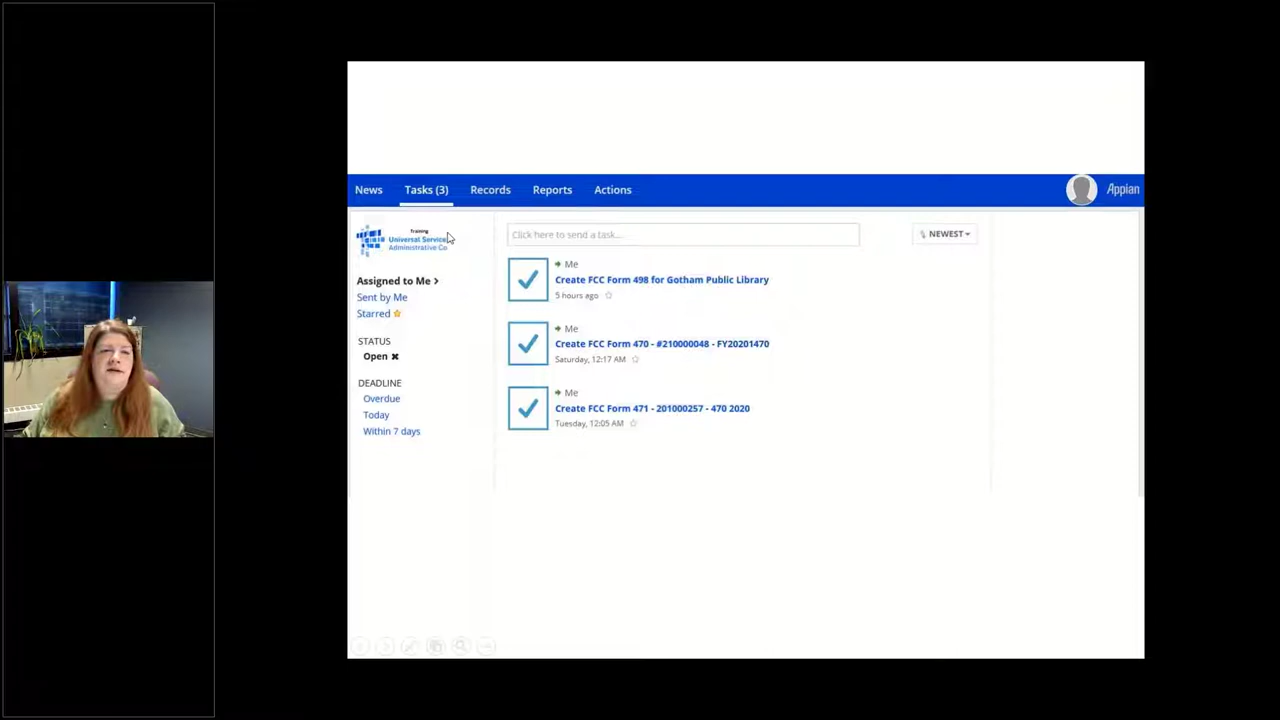 News Tasks (3) Records Reports Actions Appian
Training
Universal Service
Administrative Co
Click here to send a task...
NEWEST
Assigned to Me
Sent by Me
Starred
STATUS
Open
DEADLINE
Overdue
Today
Within 7 days
Me
Create FCC Form 498 for Gotham Public Library
5 hours ago
Me
Create FCC Form 470 - #210000048 - FY20201470
Saturday, 12:17 AM
Me
Create FCC Form 471 - 201000257 - 470 2020
Tuesday, 12:05 AM